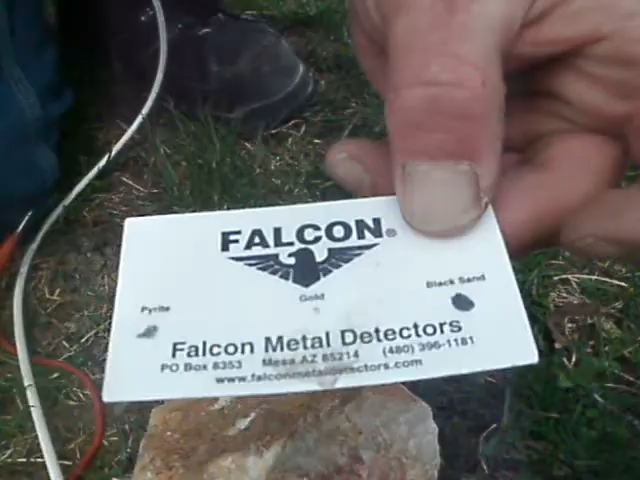 FALCON®
Pyrite Gold Black Sand
Falcon Metal Detectors
PO Box 8353 Mesa AZ 85214 (480) 396-1181
www.falconmetaldetectors.com